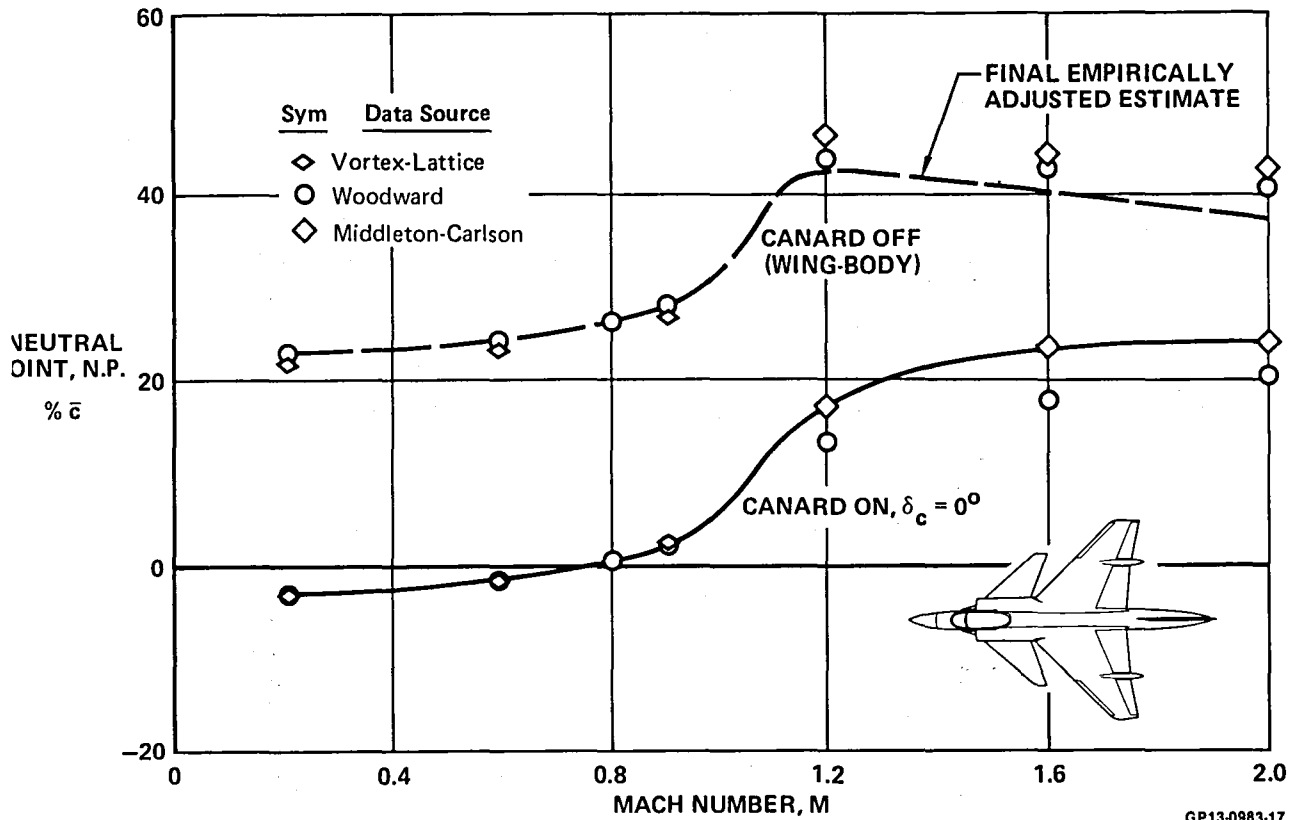 60
40
20
0
−20
NEUTRAL
OINT, N.P.
% c̄
Sym Data Source
Vortex-Lattice
Woodward
Middleton-Carlson
FINAL EMPIRICALLY
ADJUSTED ESTIMATE
CANARD OFF
(WING-BODY)
CANARD ON, δc = 0°
0 0.4 0.8 1.2 1.6 2.0
MACH NUMBER, M
GP13-0983-17